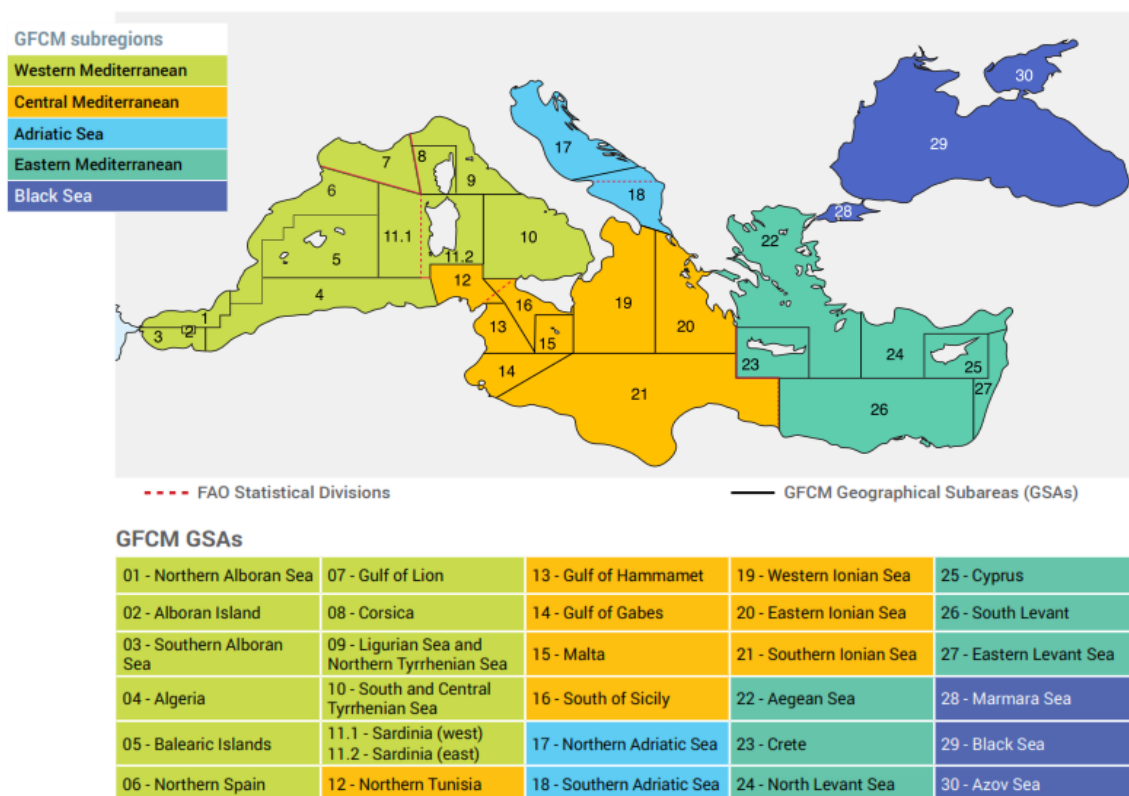 GFCM subregions
Western Mediterranean
Central Mediterranean
Adriatic Sea
Eastern Mediterranean
Black Sea
30
29
17
7
8
9
18
6
28
22
11.1
10
11.2
5
12
4
19
16
20
1
13
3
2
15
24
23
25
14
27
21
26
FAO Statistical Divisions
GFCM Geographical Subareas (GSAs)
GFCM GSAs
01 - Northern Alboran Sea
07 - Gulf of Lion
13 - Gulf of Hammamet
19 - Western Ionian Sea
25 - Cyprus
02 - Alboran Island
08 - Corsica
14 - Gulf of Gabes
20 - Eastern Ionian Sea
26 - South Levant
03 - Southern Alboran
Sea
09 - Ligurian Sea and
Northern Tyrrhenian Sea
15 - Malta
21 - Southern Ionian Sea
27 - Eastern Levant Sea
04 - Algeria
10 - South and Central
Tyrrhenian Sea
16 - South of Sicily
22 - Aegean Sea
28 - Marmara Sea
05 - Balearic Islands
11.1 - Sardinia (west)
11.2 - Sardinia (east)
17 - Northern Adriatic Sea
23 - Crete
29 - Black Sea
06 - Northern Spain
12 - Northern Tunisia
18 - Southern Adriatic Sea
24 - North Levant Sea
30 - Azov Sea